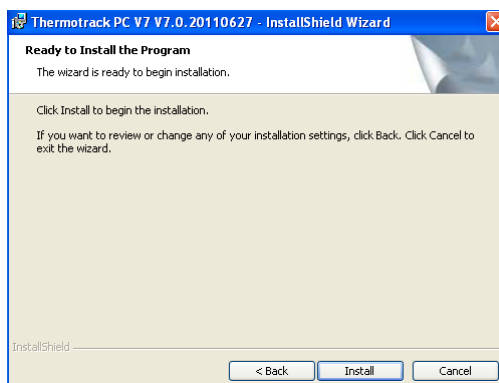 Thermotrack PC V7 V7.0.20110627 - InstallShield Wizard
Ready to Install the Program
The wizard is ready to begin installation.
Click Install to begin the installation.
If you want to review or change any of your installation settings, click Back. Click Cancel to
exit the wizard.
InstallShield
< Back Install Cancel